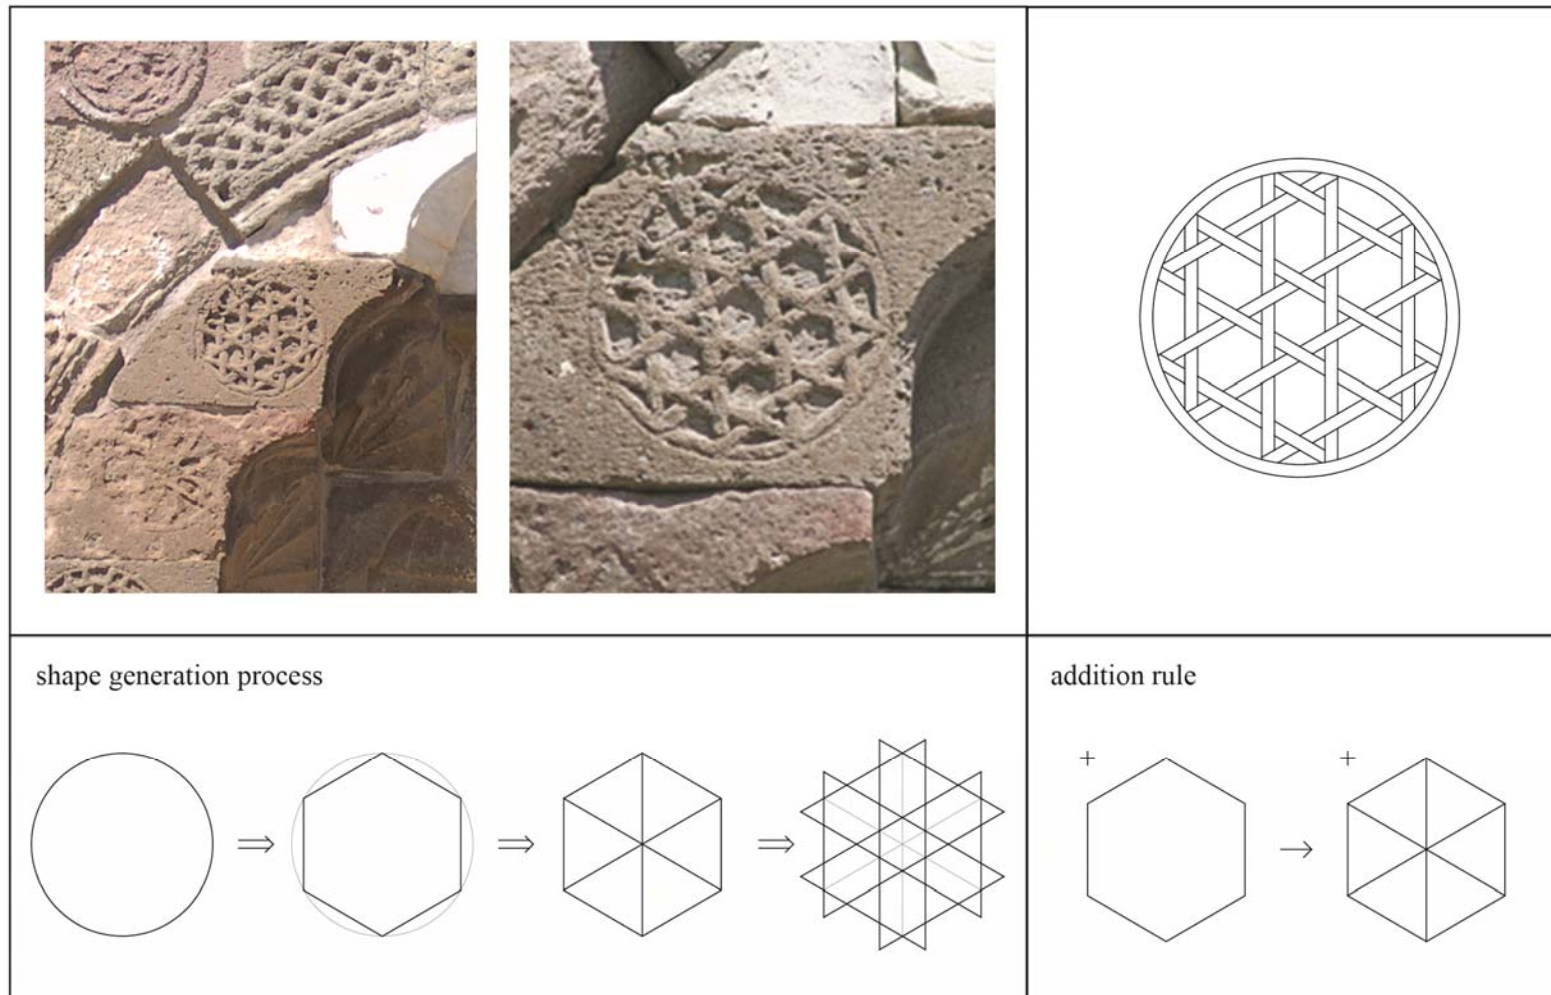 shape generation process
addition rule
+
+